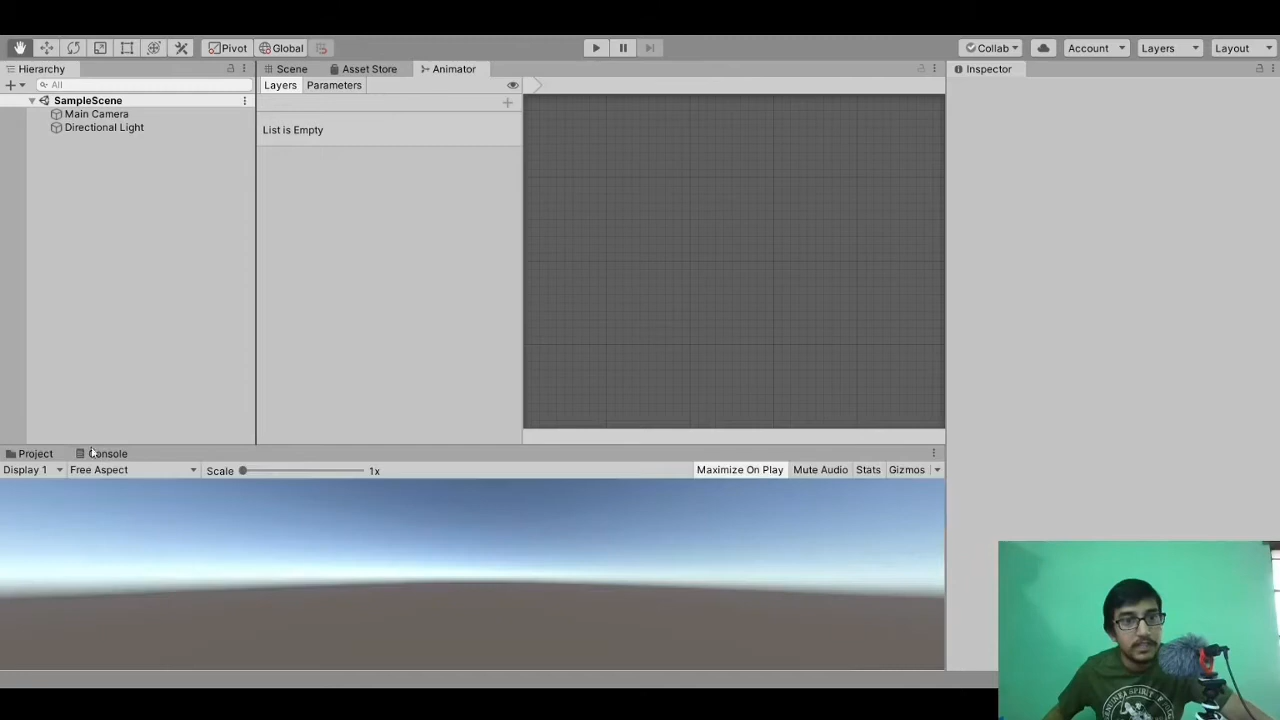 Pivot Global Collab Account Layers Layout
Hierarchy Scene Asset Store Animator Inspector
All Layers Parameters
SampleScene
Main Camera List is Empty
Directional Light
Project Console
Display 1 Free Aspect Scale 1x Maximize On Play Mute Audio Stats Gizmos